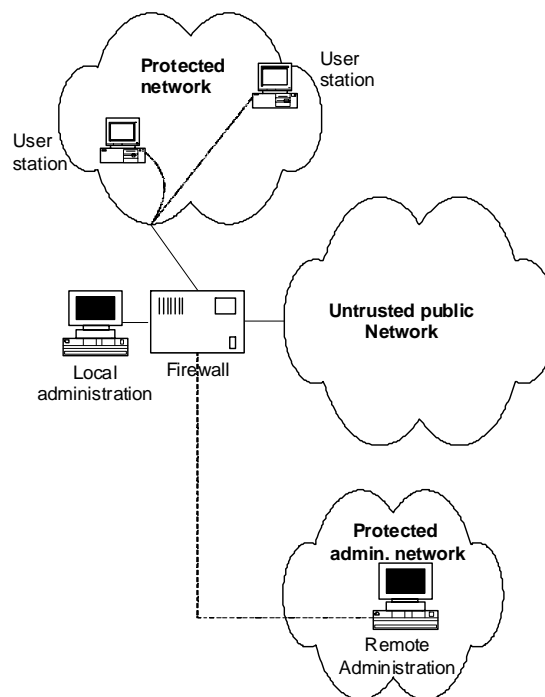 Protected
network
User
station
User
station
Untrusted public
Network
Local
administration
Firewall
Protected
admin. network
Remote
Administration